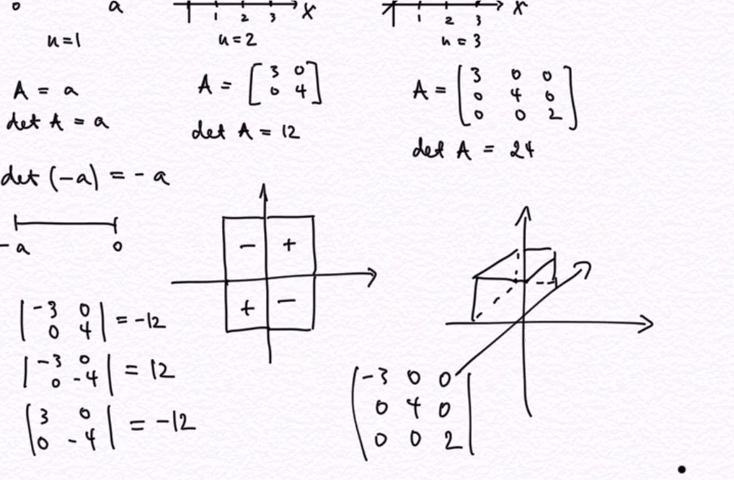 0 a 1 2 3 x 1 2 3 x
n=1 n=2 n=3
A = a
det A = a
A = [3 0
0 4]
det A = 12
A = [3 0 0
0 4 0
0 0 2]
det A = 24
det (-a) = -a
-a 0
- +
+ -
|-3 0
0 4| = -12
|-3 0
0 -4| = 12
|3 0
0 -4| = -12
|-3 0 0
0 4 0
0 0 2|